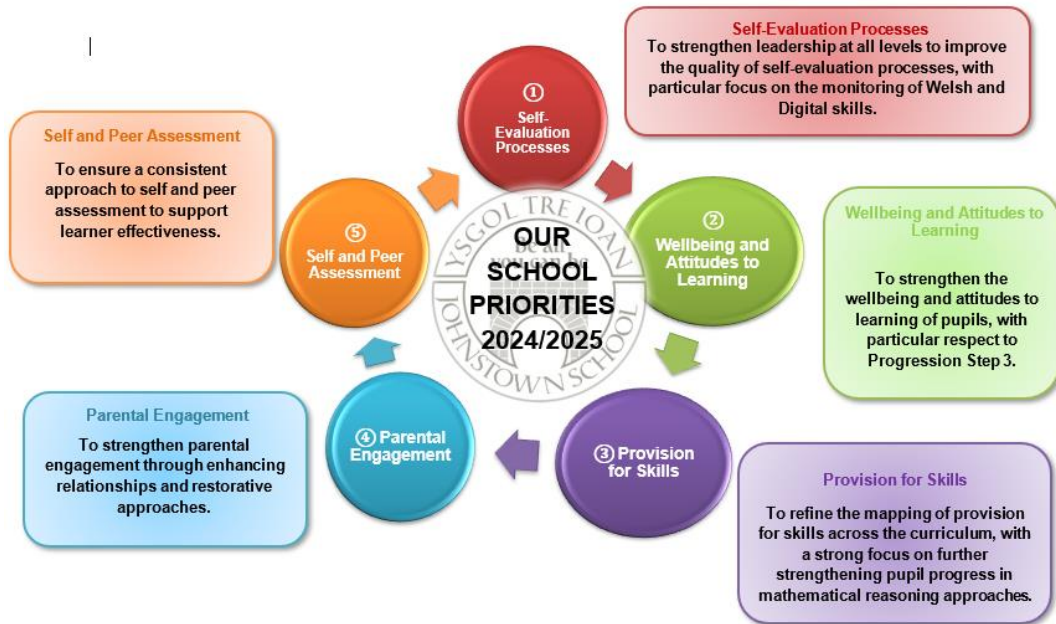 Self-Evaluation Processes
To strengthen leadership at all levels to improve
the quality of self-evaluation processes, with
particular focus on the monitoring of Welsh and
Digital skills.
①
Self-
Evaluation
Processes
Self and Peer Assessment
To ensure a consistent
approach to self and peer
assessment to support
learner effectiveness.
②
Wellbeing and
Attitudes to
Learning
Wellbeing and Attitudes to
Learning
To strengthen the
wellbeing and attitudes to
learning of pupils, with
particular respect to
Progression Step 3.
⑤
Self and Peer
Assessment
YSGOL TRE IOAN
be all
you can be
JOHNSTOWN SCHOOL
OUR
SCHOOL
PRIORITIES
2024/2025
Parental Engagement
To strengthen parental
engagement through enhancing
relationships and restorative
approaches.
④ Parental
Engagement
③ Provision
for Skills
Provision for Skills
To refine the mapping of provision
for skills across the curriculum, with
a strong focus on further
strengthening pupil progress in
mathematical reasoning approaches.